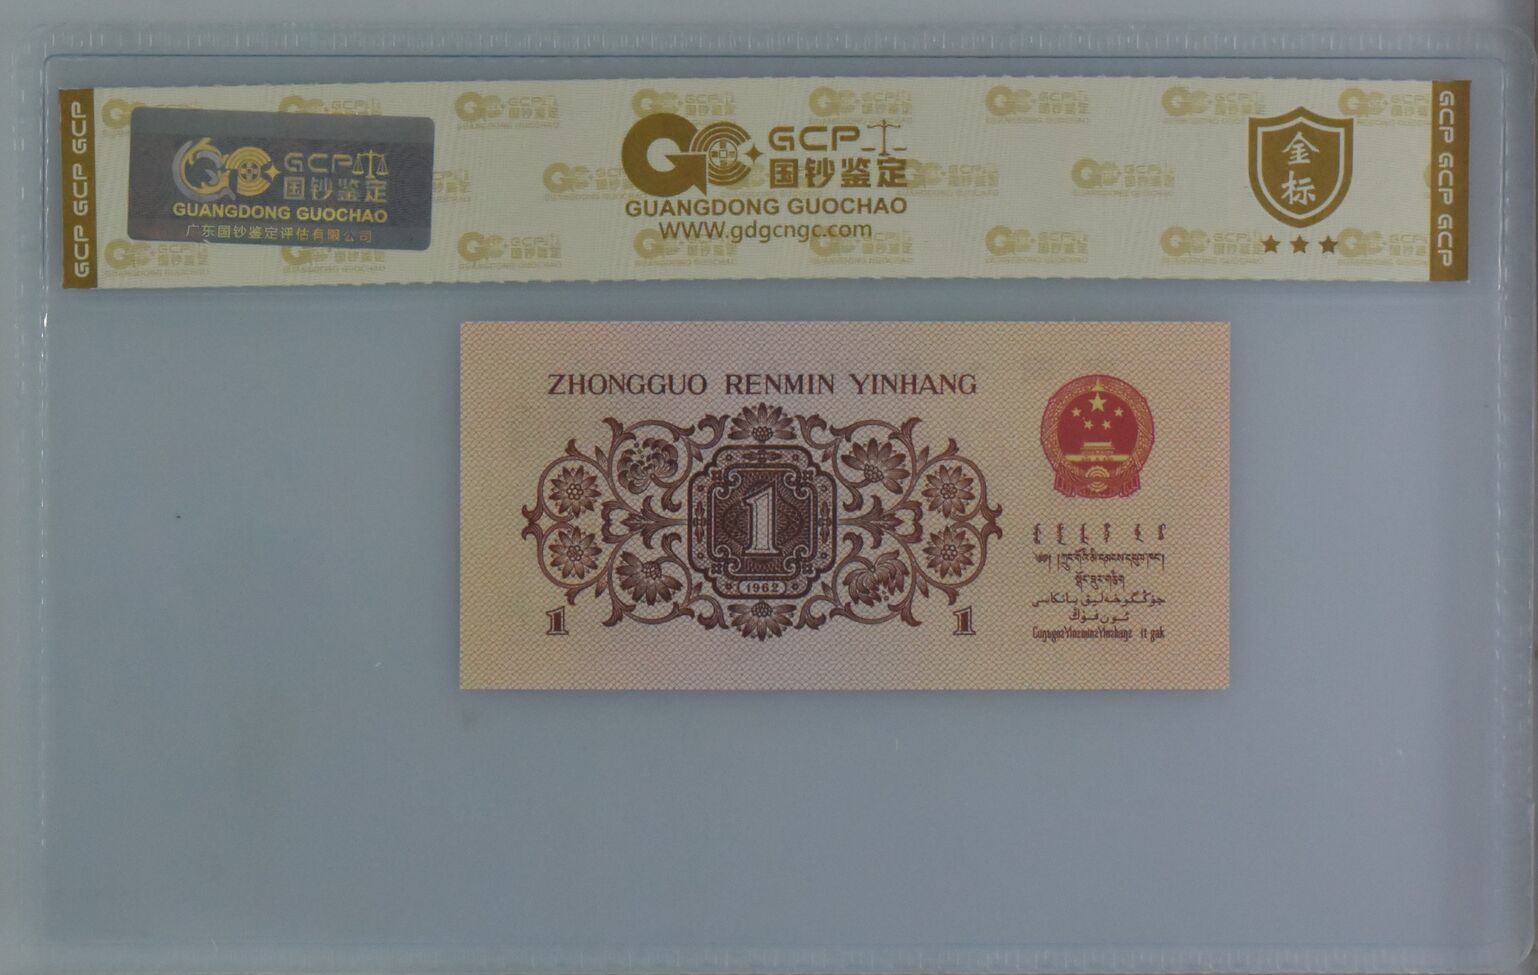 GCP GCP GCP
GCP
国钞鉴定
GUANGDONG GUOCHAO
广东国钞鉴定评估有限公司
GCP
国钞鉴定
GUANGDONG GUOCHAO
WWW.gdgcngc.com
金标
GCP GCP GCP
ZHONGGUO RENMIN YINHANG
1
(1962)
1
1